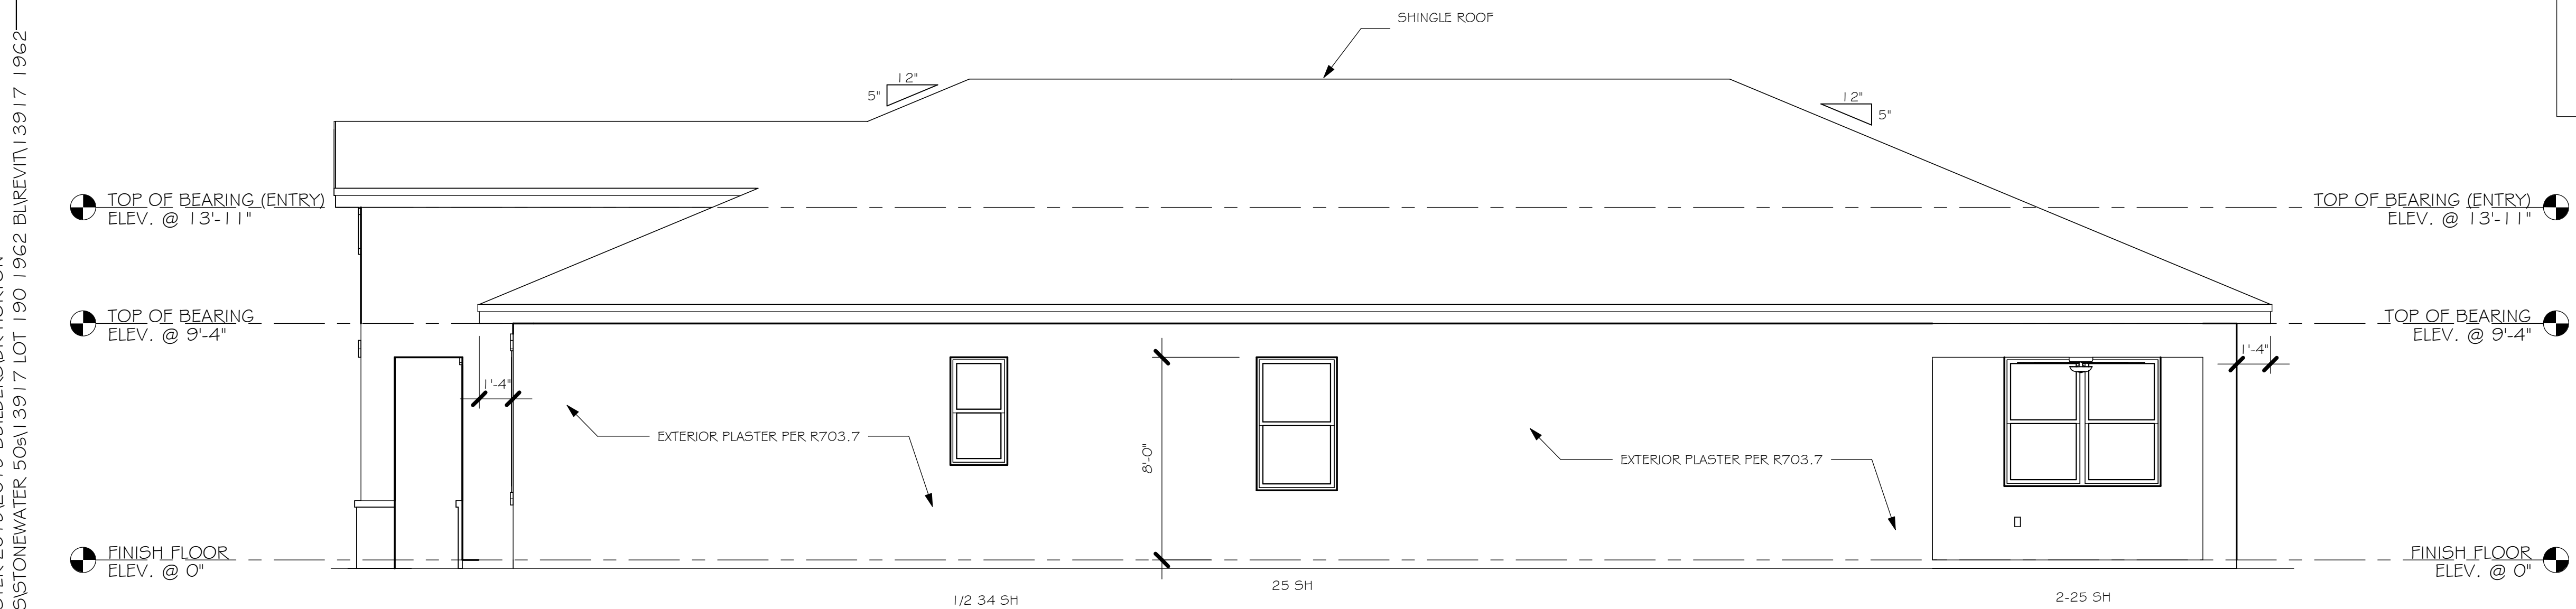 SHINGLE ROOF
12"
5"
12"
5"
TOP OF BEARING (ENTRY)
ELEV. @ 13'-11"
TOP OF BEARING (ENTRY)
ELEV. @ 13'-11"
TOP OF BEARING
ELEV. @ 9'-4"
TOP OF BEARING
ELEV. @ 9'-4"
1'-4"
1'-4"
EXTERIOR PLASTER PER R703.7
8'-0"
EXTERIOR PLASTER PER R703.7
FINISH FLOOR
ELEV. @ 0"
FINISH FLOOR
ELEV. @ 0"
1/2 34 SH
25 SH
2-25 SH
S\STONEWATER 50s\13917 LOT 190 1962 BL\REVIT\13917 1962